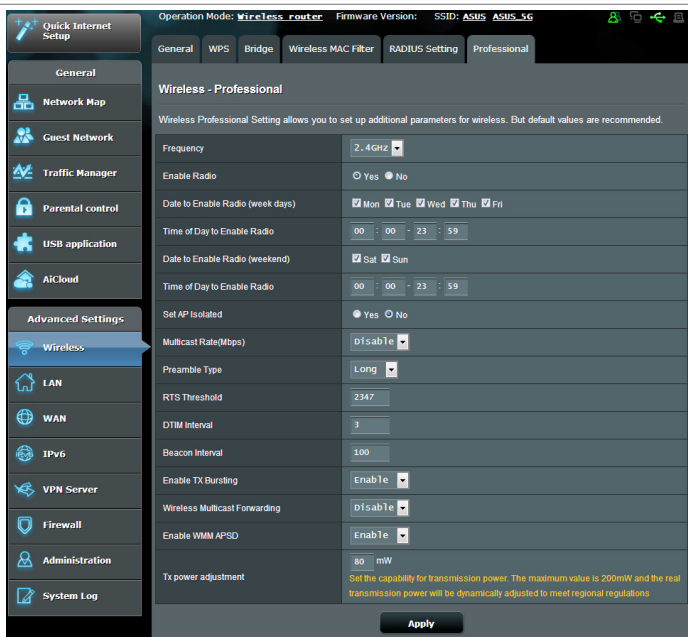 Quick Internet
Setup
Operation Mode: Wireless router Firmware Version: SSID: ASUS ASUS_5G
General WPS Bridge Wireless MAC Filter RADIUS Setting Professional
General
Network Map
Guest Network
Traffic Manager
Parental control
USB application
AiCloud
Advanced Settings
Wireless
LAN
WAN
IPv6
VPN Server
Firewall
Administration
System Log
Wireless - Professional
Wireless Professional Setting allows you to set up additional parameters for wireless. But default values are recommended.
Frequency 2.4GHz
Enable Radio Yes No
Date to Enable Radio (week days) Mon Tue Wed Thu Fri
Time of Day to Enable Radio 00 : 00 - 23 : 59
Date to Enable Radio (weekend) Sat Sun
Time of Day to Enable Radio 00 : 00 - 23 : 59
Set AP Isolated Yes No
Multicast Rate(Mbps) Disable
Preamble Type Long
RTS Threshold 2347
DTIM Interval 3
Beacon Interval 100
Enable TX Bursting Enable
Wireless Multicast Forwarding Disable
Enable WMM APSD Enable
Tx power adjustment 80 mW
Set the capability for transmission power. The maximum value is 200mW and the real
transmission power will be dynamically adjusted to meet regional regulations
Apply